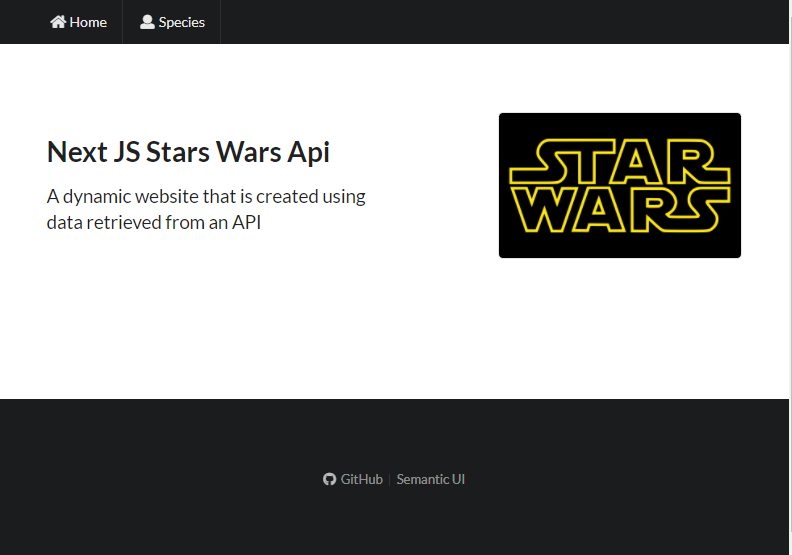 Home Species
Next JS Stars Wars Api
A dynamic website that is created using
data retrieved from an API
STAR
WARS
GitHub | Semantic UI